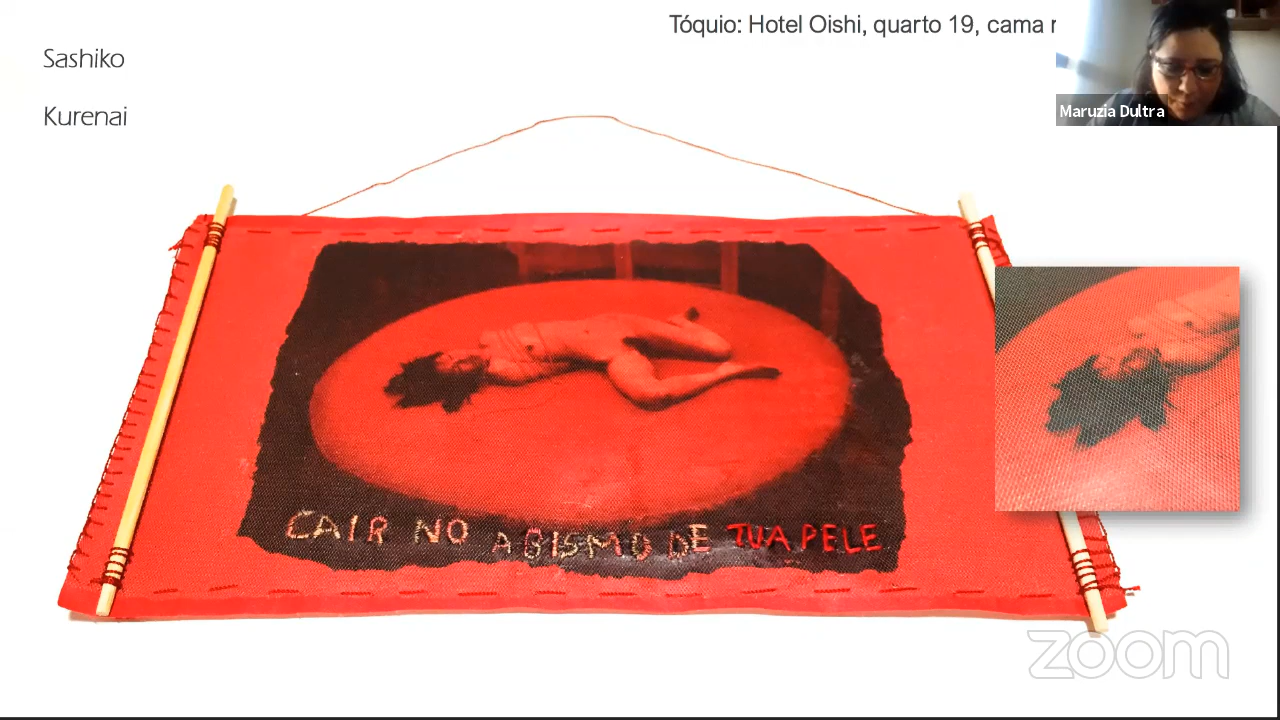 Tóquio: Hotel Oishi, quarto 19, cama
Sashiko
Kurenai
Maruzia Dultra
CAIR NO ABISMO DE TUA PELE
zoom